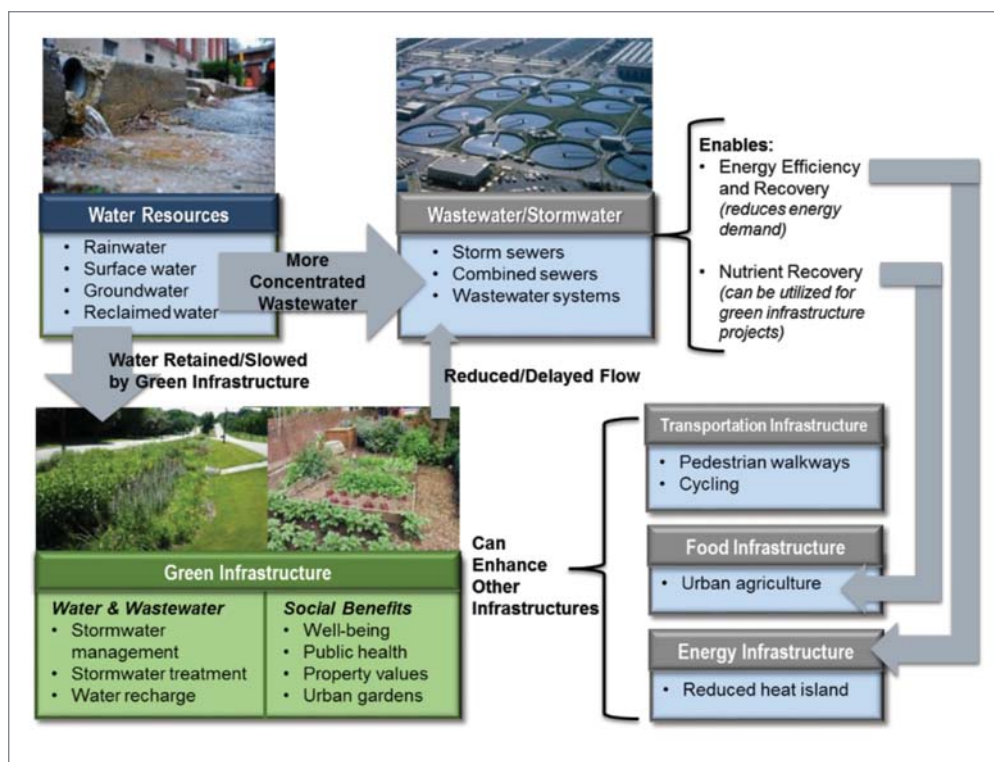 Water Resources
• Rainwater
• Surface water
• Groundwater
• Reclaimed water
More
Concentrated
Wastewater
Wastewater/Stormwater
• Storm sewers
• Combined sewers
• Wastewater systems
Enables:
• Energy Efficiency
and Recovery
(reduces energy
demand)
• Nutrient Recovery
(can be utilized for
green infrastructure
projects)
Water Retained/Slowed
by Green Infrastructure
Reduced/Delayed Flow
Green Infrastructure
Water & Wastewater
• Stormwater
management
• Stormwater treatment
• Water recharge
Social Benefits
• Well-being
• Public health
• Property values
• Urban gardens
Can
Enhance
Other
Infrastructures
Transportation Infrastructure
• Pedestrian walkways
• Cycling
Food Infrastructure
• Urban agriculture
Energy Infrastructure
• Reduced heat island